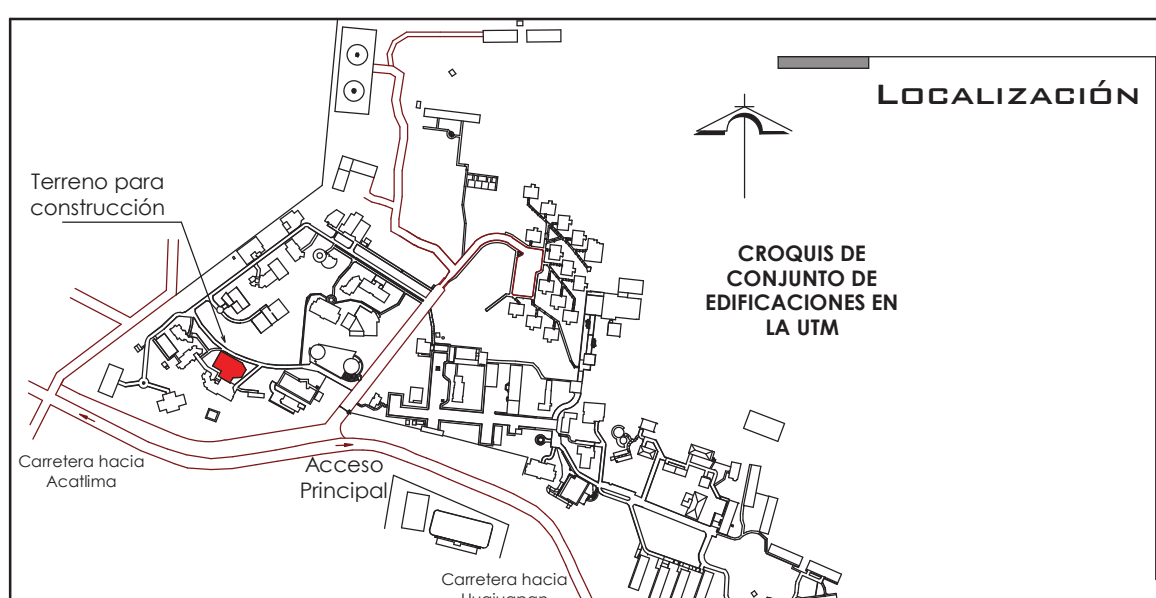 LOCALIZACIÓN
Terreno para
construcción
CROQUIS DE
CONJUNTO DE
EDIFICACIONES EN
LA UTM
Carretera hacia
Acatlima
Acceso
Principal
Carretera hacia